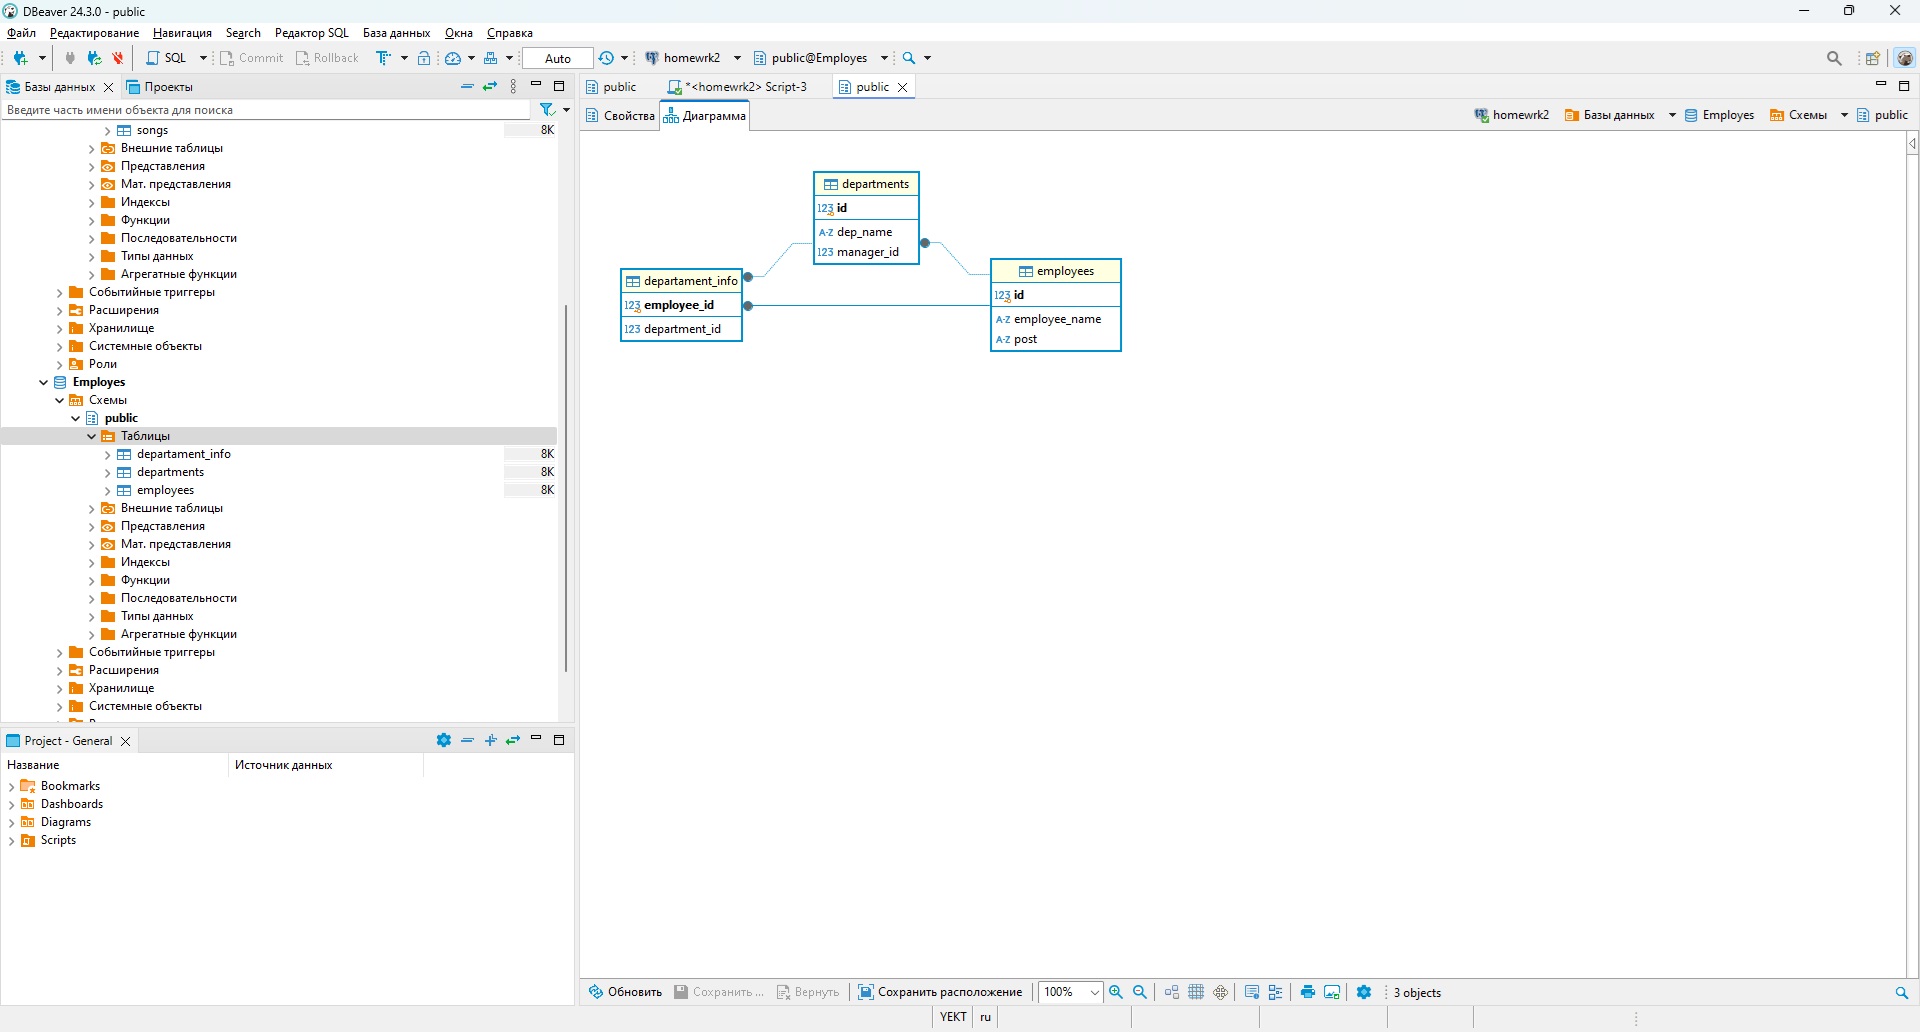 DBeaver 24.3.0 - public
Файл Редактирование Навигация Search Редактор SQL База данных Окна Справка
SQL Commit Rollback Auto homewrk2 public@Employes
Базы данных Проекты
Введите часть имени объекта для поиска
songs 8K
Внешние таблицы
Представления
Мат. представления
Индексы
Функции
Последовательности
Типы данных
Агрегатные функции
Событийные триггеры
Расширения
Хранилище
Системные объекты
Роли
Employes
Схемы
public
Таблицы
departament_info 8K
departments 8K
employees 8K
Внешние таблицы
Представления
Мат. представления
Индексы
Функции
Последовательности
Типы данных
Агрегатные функции
Событийные триггеры
Расширения
Хранилище
Системные объекты
Project - General
Название Источник данных
Bookmarks
Dashboards
Diagrams
Scripts
public *<homewrk2> Script-3 public
Свойства Диаграмма homewrk2 Базы данных Employes Схемы public
departments
123 id
A-Z dep_name
123 manager_id
departament_info
123 employee_id
123 department_id
employees
123 id
A-Z employee_name
A-Z post
Обновить Сохранить ... Вернуть Сохранить расположение 100% 3 objects
YEKT ru